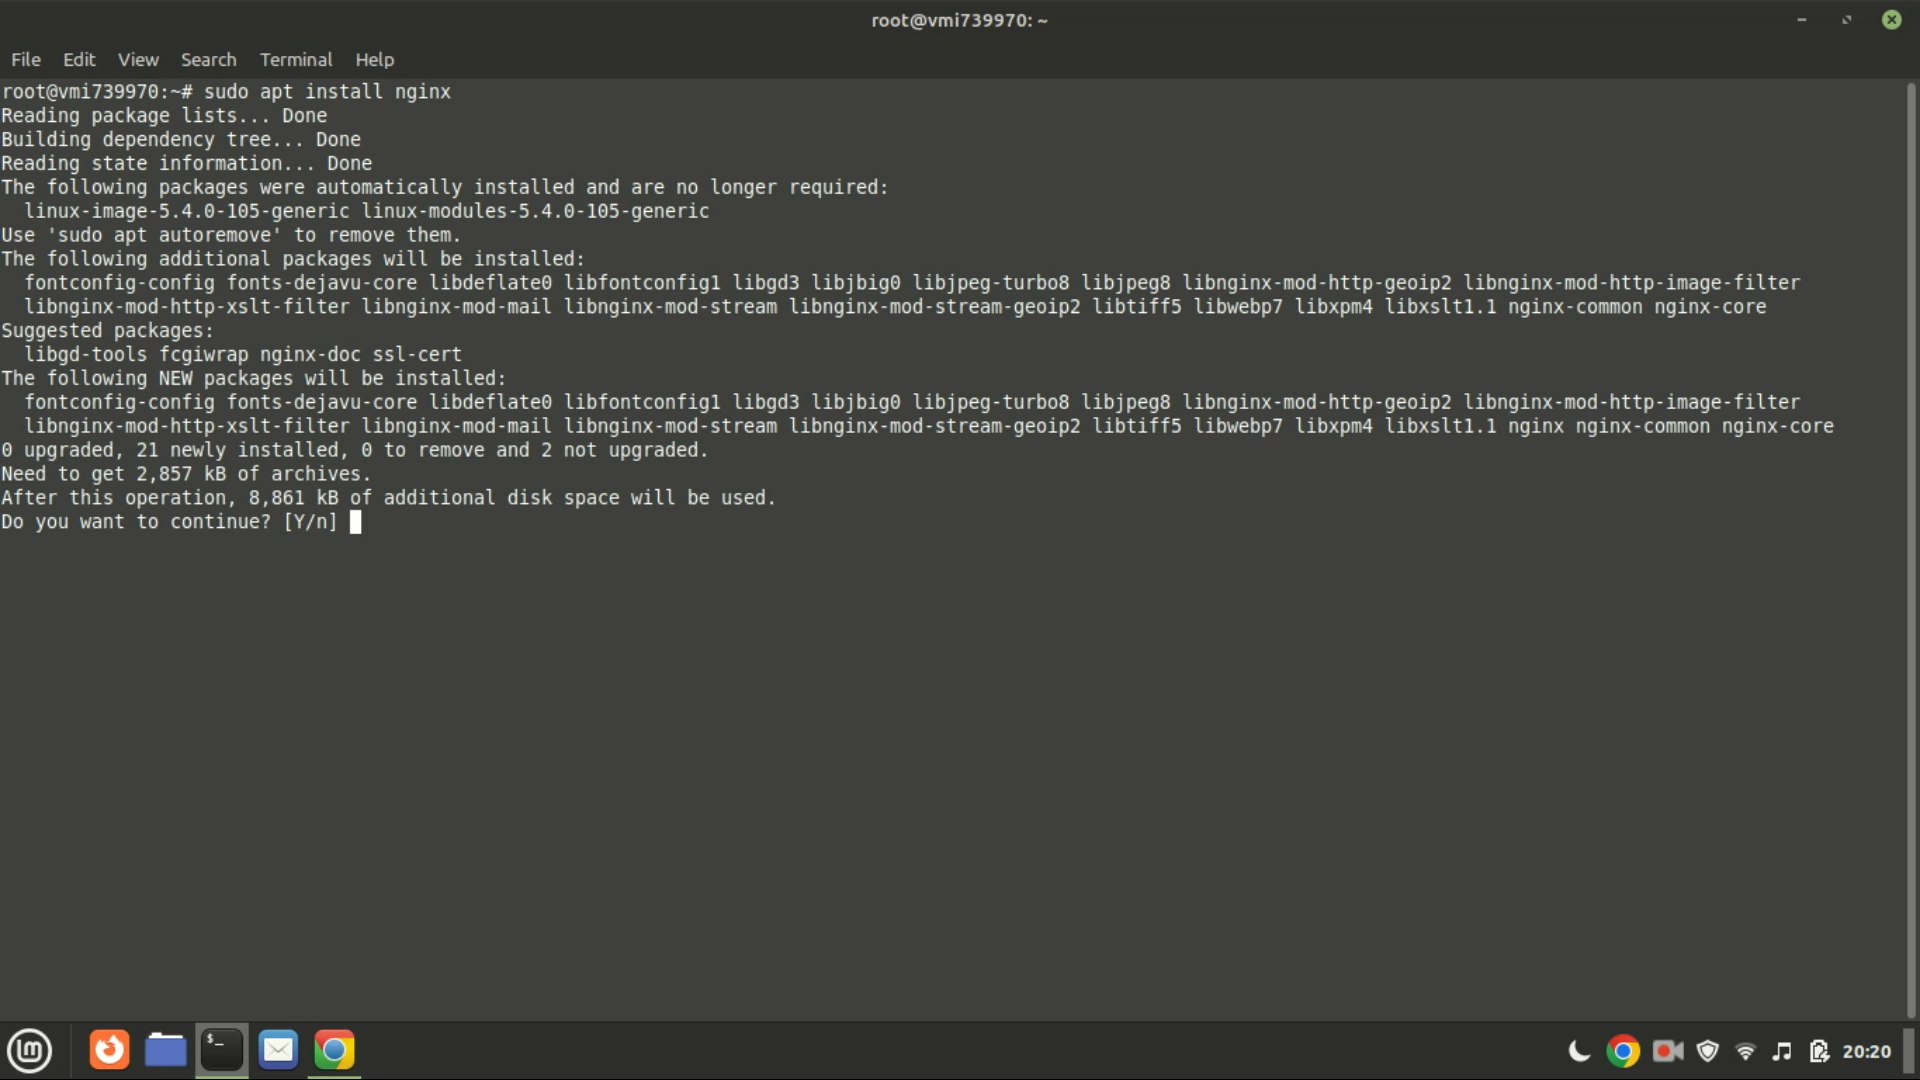 root@vmi739970: ~
File Edit View Search Terminal Help
root@vmi739970:~# sudo apt install nginx
Reading package lists... Done
Building dependency tree... Done
Reading state information... Done
The following packages were automatically installed and are no longer required:
  linux-image-5.4.0-105-generic linux-modules-5.4.0-105-generic
Use 'sudo apt autoremove' to remove them.
The following additional packages will be installed:
  fontconfig-config fonts-dejavu-core libdeflate0 libfontconfig1 libgd3 libjbig0 libjpeg-turbo8 libjpeg8 libnginx-mod-http-geoip2 libnginx-mod-http-image-filter
  libnginx-mod-http-xslt-filter libnginx-mod-mail libnginx-mod-stream libnginx-mod-stream-geoip2 libtiff5 libwebp7 libxpm4 libxslt1.1 nginx-common nginx-core
Suggested packages:
  libgd-tools fcgiwrap nginx-doc ssl-cert
The following NEW packages will be installed:
  fontconfig-config fonts-dejavu-core libdeflate0 libfontconfig1 libgd3 libjbig0 libjpeg-turbo8 libjpeg8 libnginx-mod-http-geoip2 libnginx-mod-http-image-filter
  libnginx-mod-http-xslt-filter libnginx-mod-mail libnginx-mod-stream libnginx-mod-stream-geoip2 libtiff5 libwebp7 libxpm4 libxslt1.1 nginx nginx-common nginx-core
0 upgraded, 21 newly installed, 0 to remove and 2 not upgraded.
Need to get 2,857 kB of archives.
After this operation, 8,861 kB of additional disk space will be used.
Do you want to continue? [Y/n]
$_
20:20